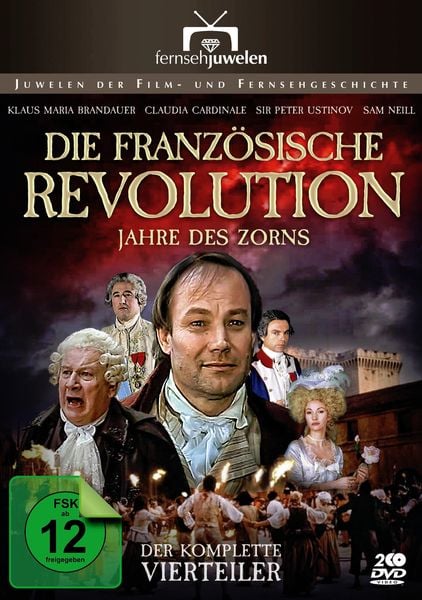 fernsehjuwelen
JUWELEN DER FILM- UND FERNSEHGESCHICHTE
KLAUS MARIA BRANDAUER CLAUDIA CARDINALE SIR PETER USTINOV SAM NEILL
DIE FRANZÖSISCHE
REVOLUTION
JAHRE DES ZORNS
FSK
ab
12
freigegeben
DER KOMPLETTE
VIERTEILER
2
DVD
VIDEO